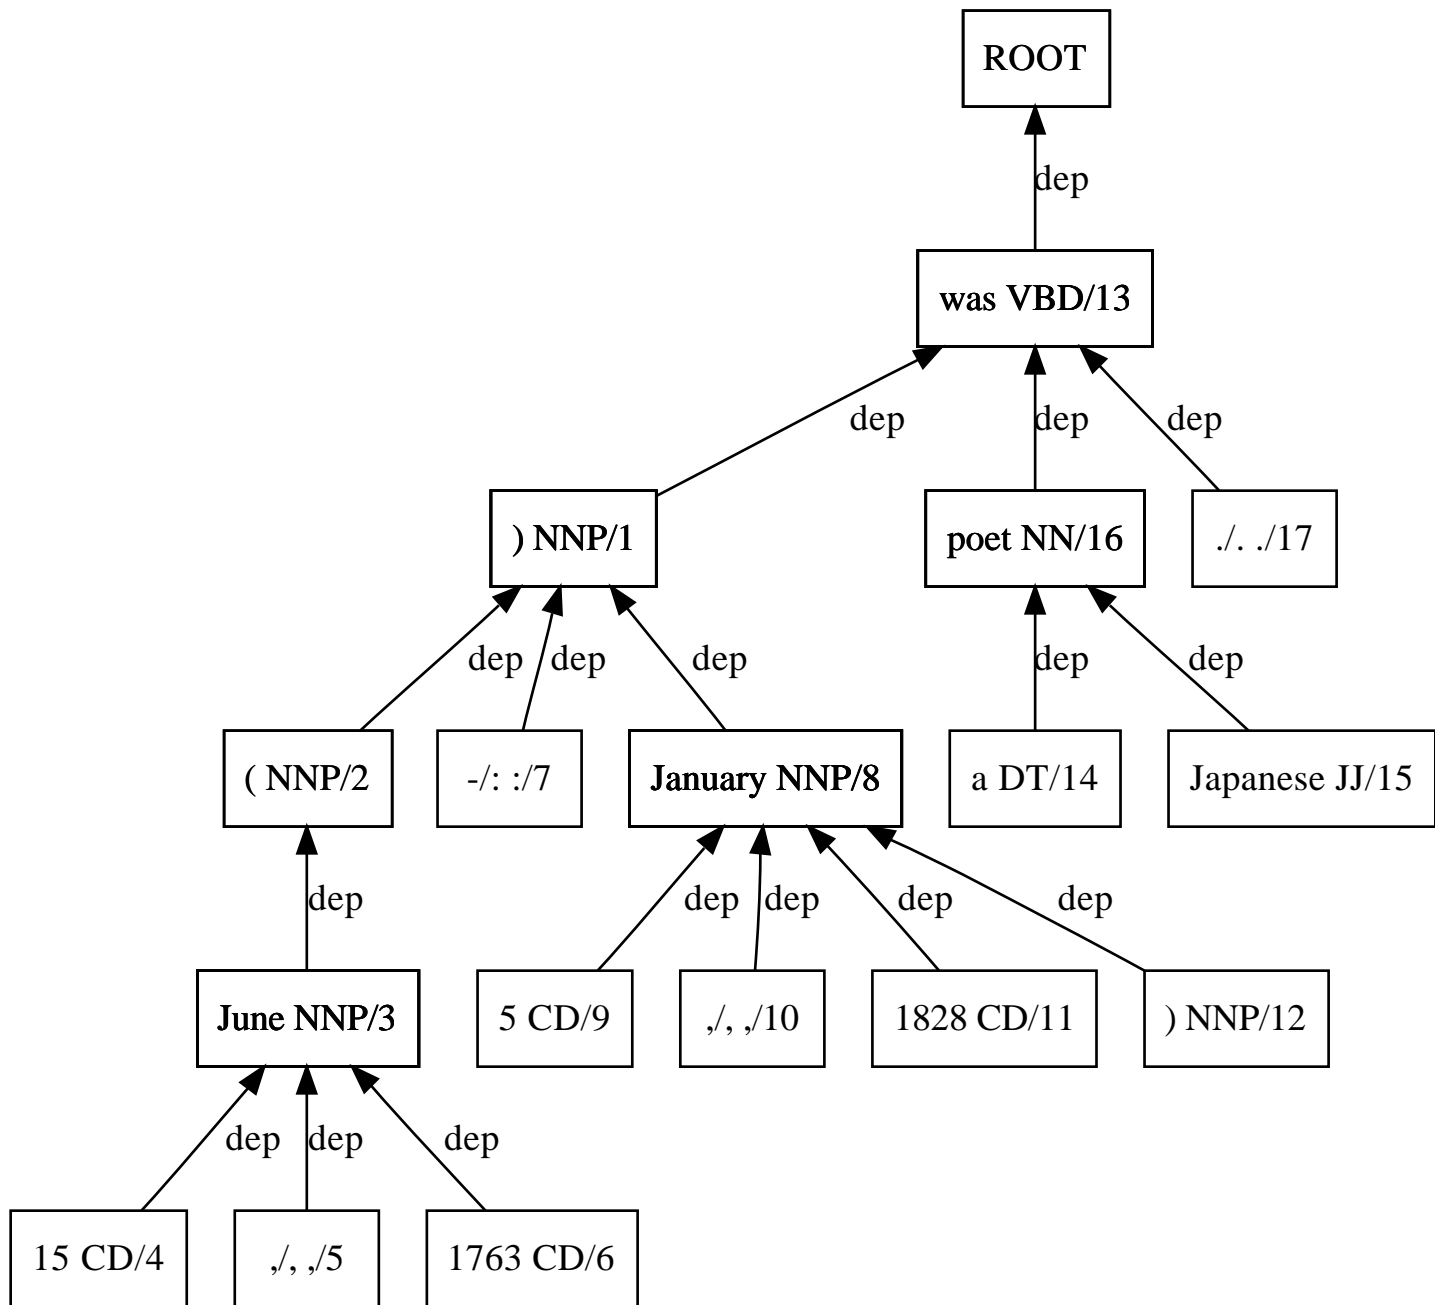 ROOT
dep
was VBD/13
dep dep dep
) NNP/1 poet NN/16 ./. ./17
dep dep dep dep dep
( NNP/2 -/: :/7 January NNP/8 a DT/14 Japanese JJ/15
dep dep dep dep dep
June NNP/3 5 CD/9 ,/, ,/10 1828 CD/11 ) NNP/12
dep dep dep
15 CD/4 ,/, ,/5 1763 CD/6